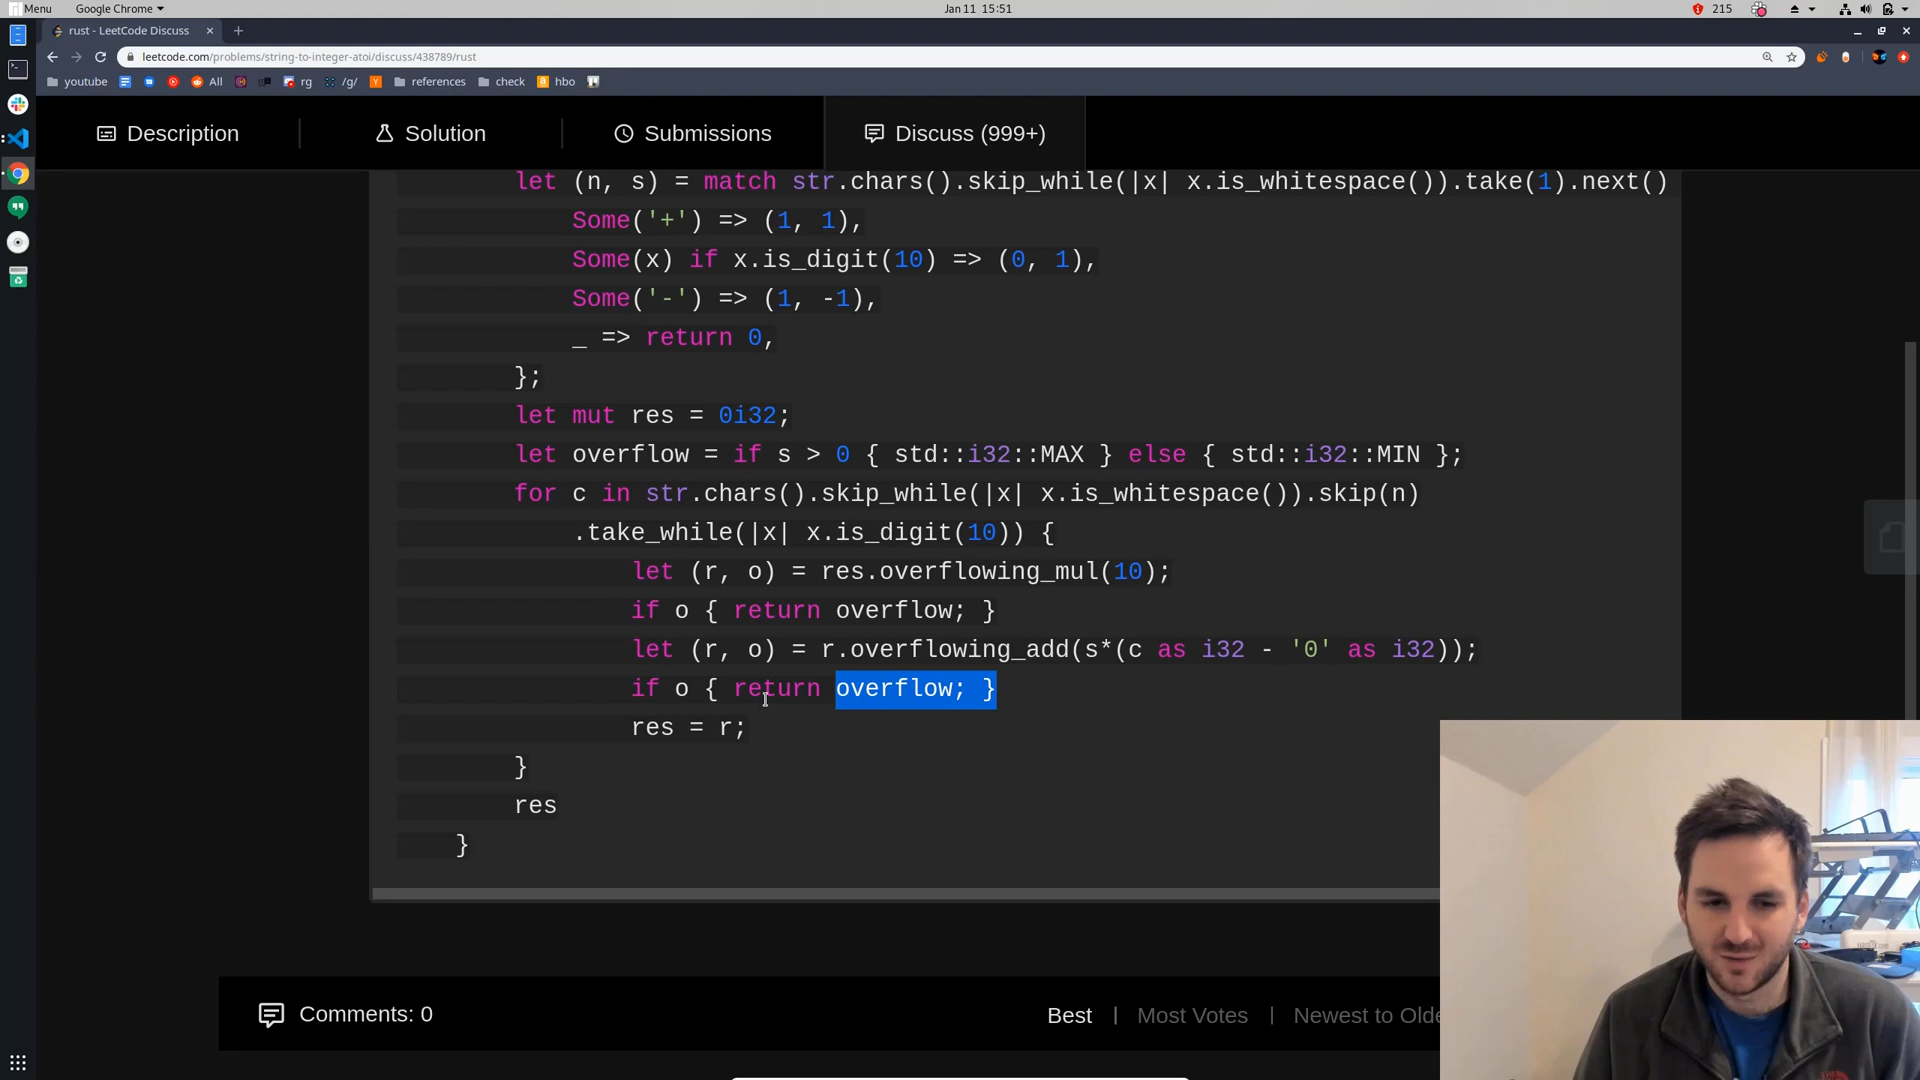 Menu
Google Chrome
Jan 11 15:51
215
rust - LeetCode Discuss
leetcode.com/problems/string-to-integer-atoi/discuss/438789/rust
youtube
All
rg
/g/
references
check
hbo
Description
Solution
Submissions
Discuss (999+)
let (n, s) = match str.chars().skip_while(|x| x.is_whitespace()).take(1).next()
Some('+') => (1, 1),
Some(x) if x.is_digit(10) => (0, 1),
Some('-') => (1, -1),
_ => return 0,
};
let mut res = 0i32;
let overflow = if s > 0 { std::i32::MAX } else { std::i32::MIN };
for c in str.chars().skip_while(|x| x.is_whitespace()).skip(n)
.take_while(|x| x.is_digit(10)) {
let (r, o) = res.overflowing_mul(10);
if o { return overflow; }
let (r, o) = r.overflowing_add(s*(c as i32 - '0' as i32));
if o { return overflow; }
res = r;
}
res
}
Comments: 0
Best | Most Votes | Newest to Olde